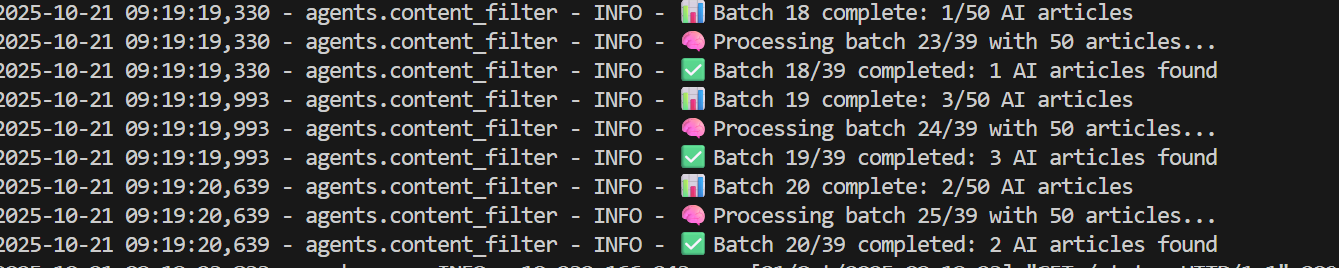 2025-10-21 09:19:19,330 - agents.content_filter - INFO - 📊 Batch 18 complete: 1/50 AI articles
2025-10-21 09:19:19,330 - agents.content_filter - INFO - 🧠 Processing batch 23/39 with 50 articles...
2025-10-21 09:19:19,330 - agents.content_filter - INFO - ✅ Batch 18/39 completed: 1 AI articles found
2025-10-21 09:19:19,993 - agents.content_filter - INFO - 📊 Batch 19 complete: 3/50 AI articles
2025-10-21 09:19:19,993 - agents.content_filter - INFO - 🧠 Processing batch 24/39 with 50 articles...
2025-10-21 09:19:19,993 - agents.content_filter - INFO - ✅ Batch 19/39 completed: 3 AI articles found
2025-10-21 09:19:20,639 - agents.content_filter - INFO - 📊 Batch 20 complete: 2/50 AI articles
2025-10-21 09:19:20,639 - agents.content_filter - INFO - 🧠 Processing batch 25/39 with 50 articles...
2025-10-21 09:19:20,639 - agents.content_filter - INFO - ✅ Batch 20/39 completed: 2 AI articles found